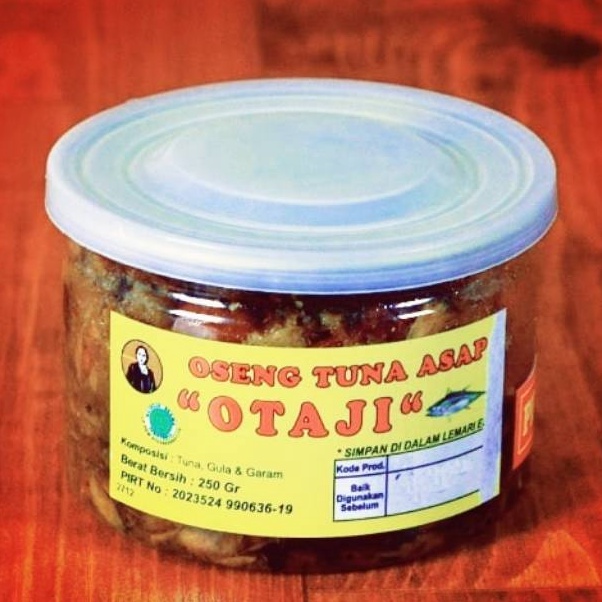 OSENG TUNA ASAP
"OTAJI"
* SIMPAN DI DALAM LEMARI
Komposisi : Tuna, Gula & Garam
Berat Bersih : 250 Gr
PIRT No : 2023524 990636-19
2712
Kode Prod.
Baik
Digunakan
Sebelum